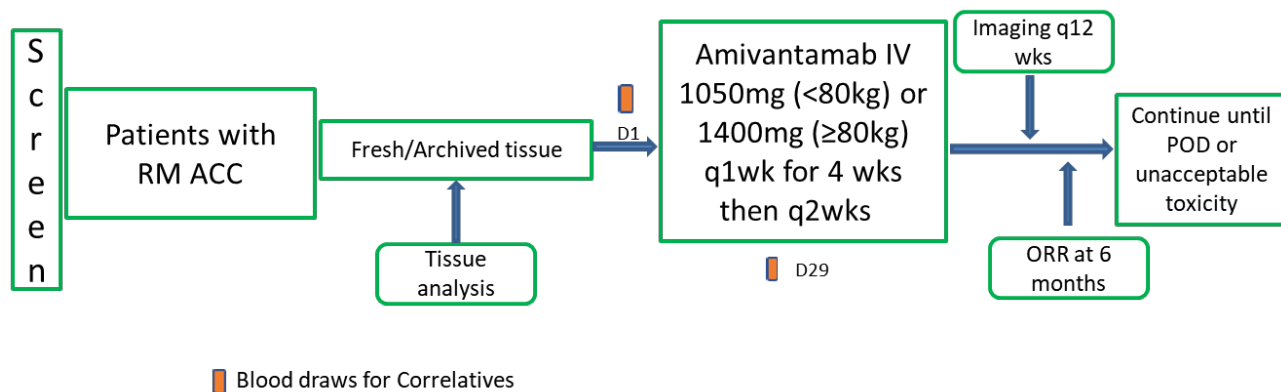 S
c
r
e
e
n
Patients with
RM ACC
Fresh/Archived tissue
Tissue
analysis
D1
Amivantamab IV
1050mg (<80kg) or
1400mg (≥80kg)
q1wk for 4 wks
then q2wks
D29
Imaging q12
wks
ORR at 6
months
Continue until
POD or
unacceptable
toxicity
Blood draws for Correlatives